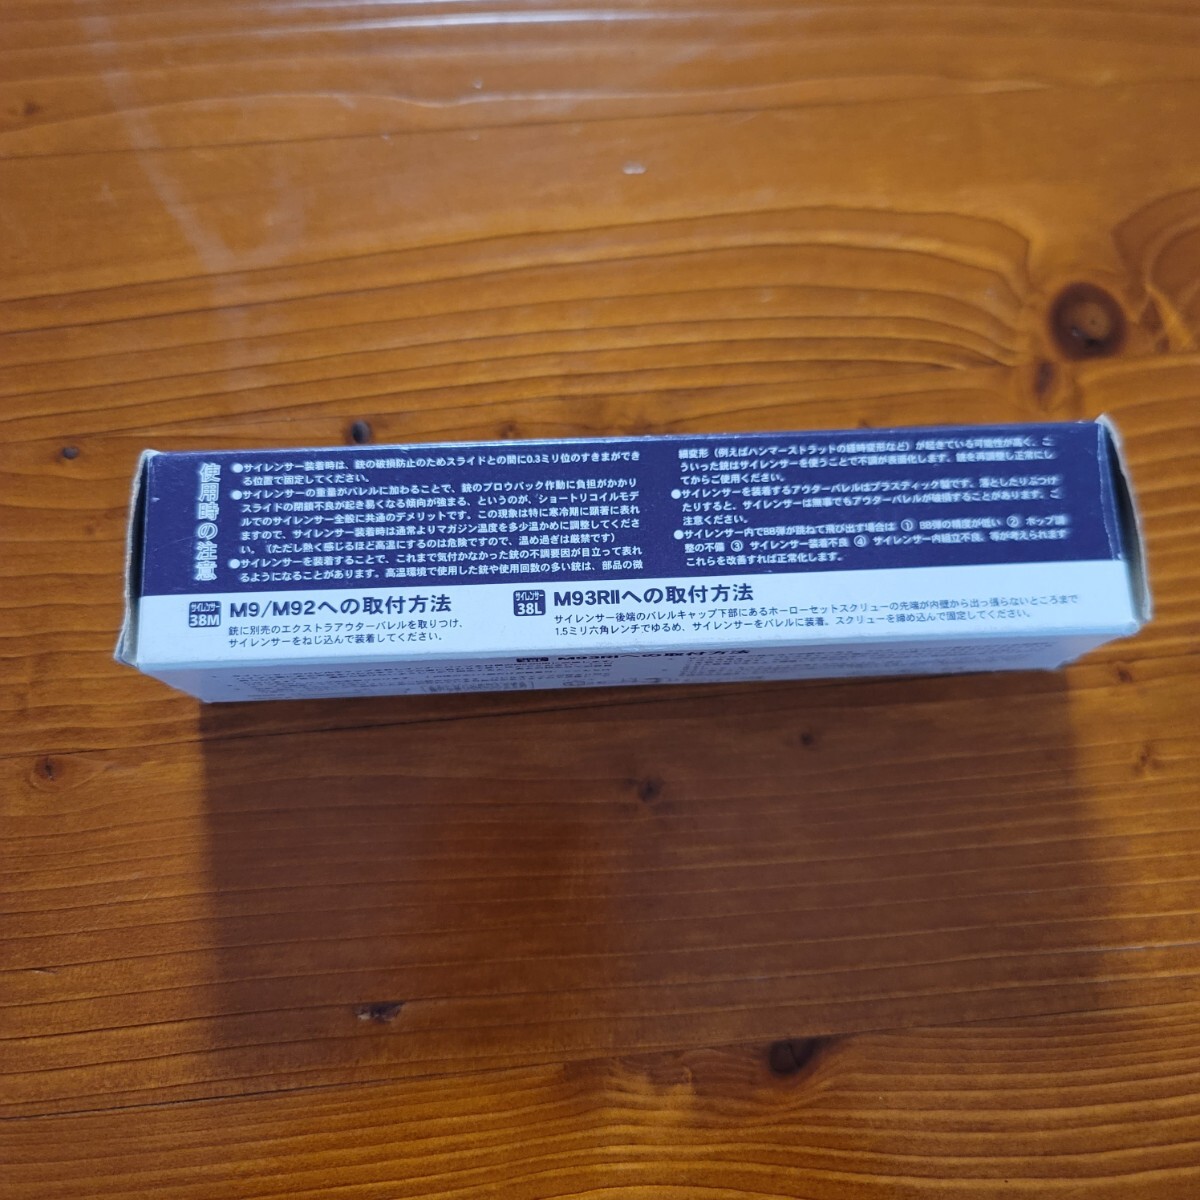 使用時の注意
●サイレンサー装着時は、銃の破損防止のためスライドとの間に0.3ミリ位のすきまができ
る位置で固定してください。
●サイレンサーの重量がバレルに加わることで、銃のブロウバック作動に負担がかかり
スライドの閉鎖不良が起き易くなる傾向が強まる、というのが、ショートリコイルモデ
ルでのサイレンサー全般に共通のデメリットです。この現象は特に寒冷期に顕著に表れ
ますので、サイレンサー装着時は通常よりマガジン温度を多少温かめに調整してくださ
い。（ただし熱く感じるほど高温にするのは危険ですので、温め過ぎは厳禁です）
●サイレンサーを装着することで、これまで気付かなかった銃の不調要因が目立って表れ
るようになることがあります。高温環境で使用した銃や使用回数の多い銃は、部品の微
細変形（例えばハンマーストラットの経時変形など）が起きている可能性が高く、こ
ういった銃はサイレンサーを使うことで不調が表面化します。銃を再調整し正常にし
てからご使用ください。
●サイレンサーを装着するアウターバレルはプラスティック製です。落としたりぶつけ
たりすると、サイレンサーは無事でもアウターバレルが破損することがあります。ご
注意ください。
●サイレンサー内でBB弾が跳ねて飛び出す場合は ① BB弾の精度が低い ② ホップ調
整の不備 ③ サイレンサー装着不良 ④ サイレンサー内組立不良、等が考えられます
これらを改善すれば正常化します。
サイレンサー
38M
M9/M92への取付方法
銃に別売のエクストラアウターバレルを取りつけ、
サイレンサーをねじ込んで装着してください。
サイレンサー
38L
M93RⅡへの取付方法
サイレンサー後端のバレルキャップ下部にあるホーローセットスクリューの先端が内壁から出っ張らないところまで
1.5ミリ六角レンチでゆるめ、サイレンサーをバレルに装着。スクリューを締め込んで固定してください。